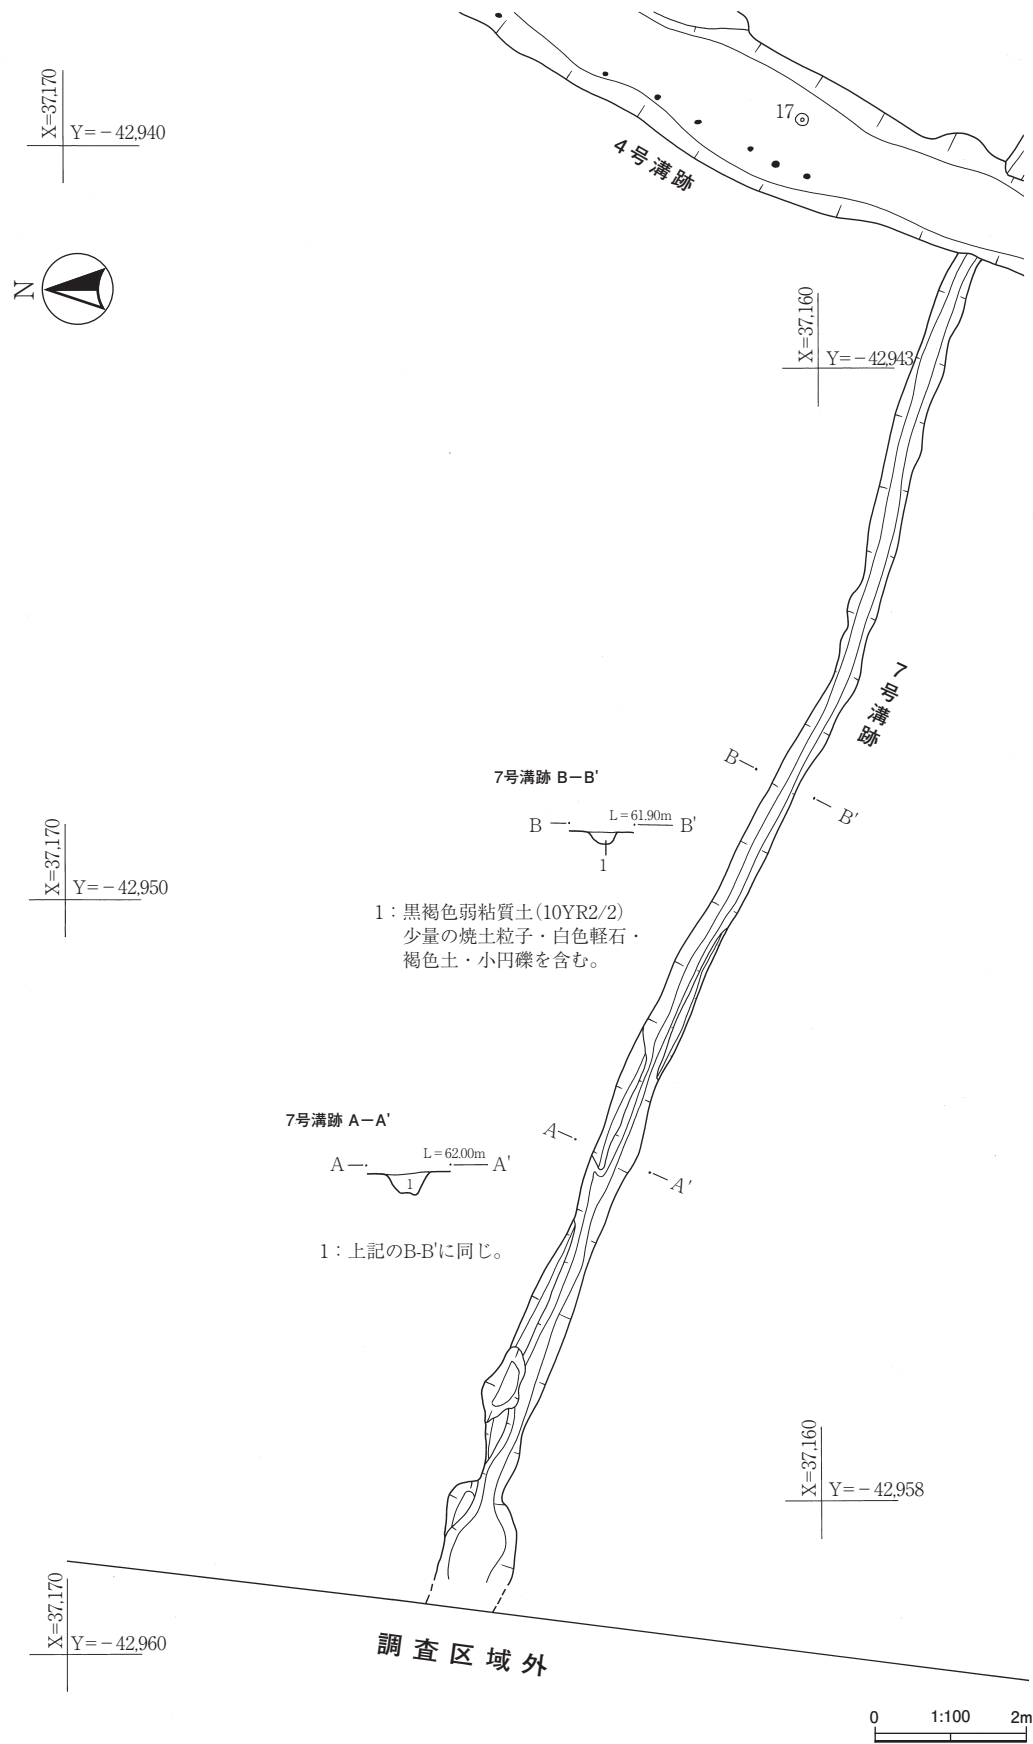 X=37,170
Y=−42,940
17
4号溝跡
N
X=37,160
Y=−42,943
7号溝跡
B
B'
7号溝跡 B−B'
B
L=61.90m
B'
1
X=37,170
Y=−42,950
1：黒褐色弱粘質土(10YR2/2)
少量の焼土粒子・白色軽石・
褐色土・小円礫を含む。
7号溝跡 A−A'
A
A'
A
L=62.00m
A'
1
1：上記のB-B'に同じ。
X=37,160
Y=−42,958
X=37,170
Y=−42,960
調査区域外
0 1:100 2m